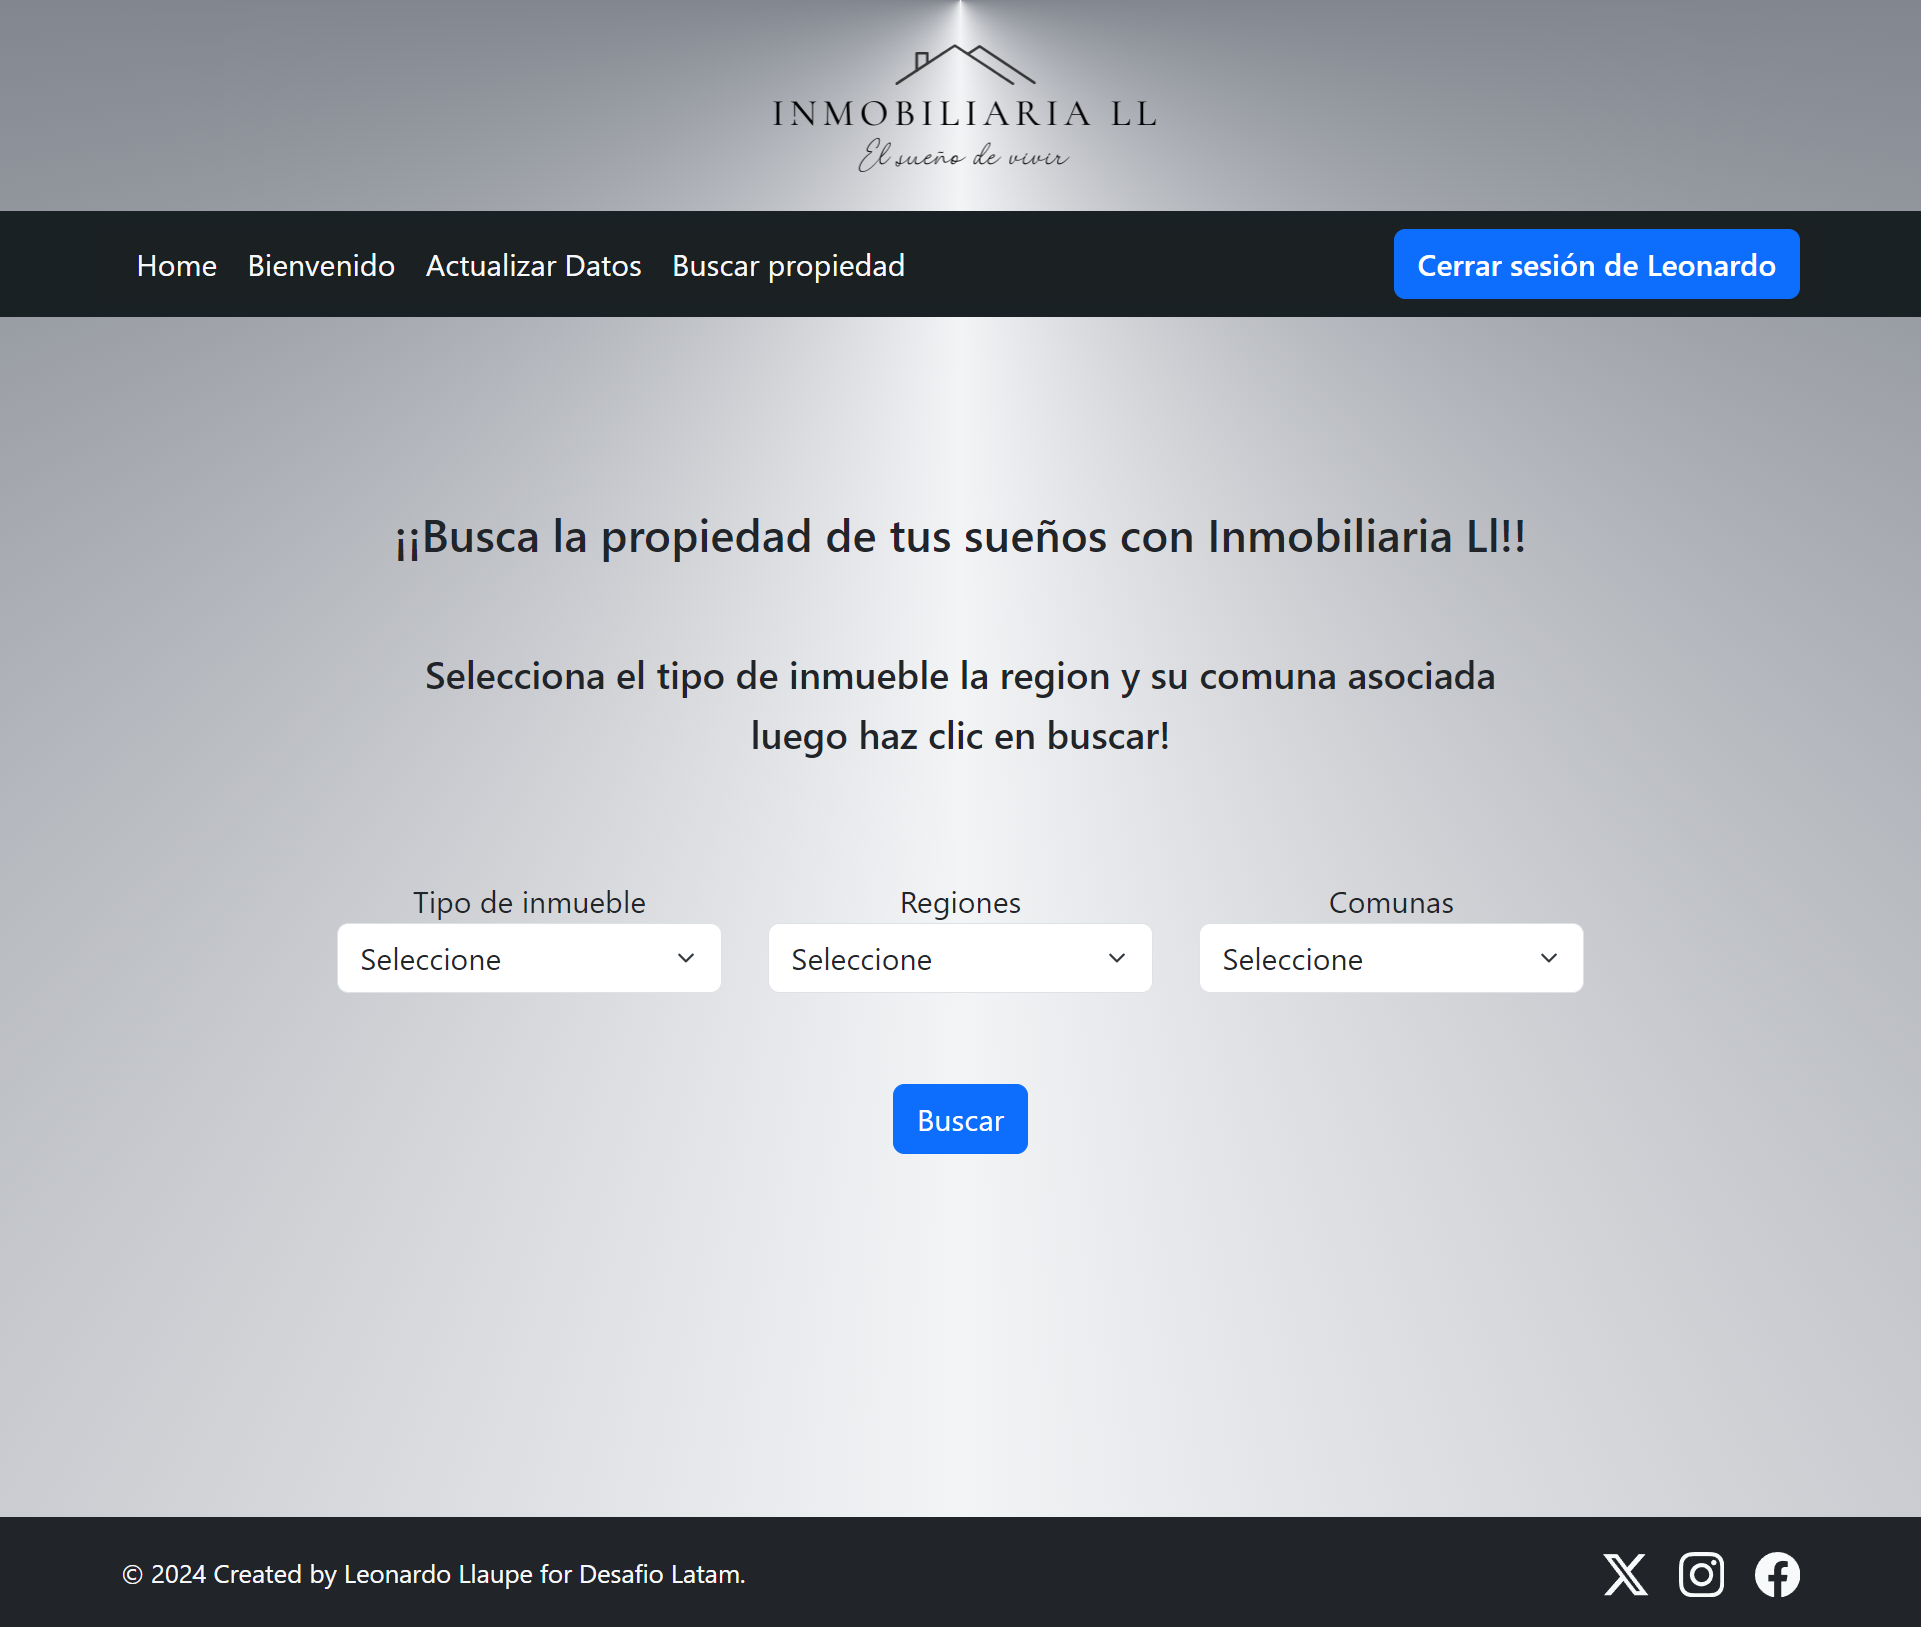 INMOBILIARIA LL
El sueño de vivir
Home Bienvenido Actualizar Datos Buscar propiedad Cerrar sesión de Leonardo
¡¡Busca la propiedad de tus sueños con Inmobiliaria Ll!!
Selecciona el tipo de inmueble la region y su comuna asociada
luego haz clic en buscar!
Tipo de inmueble Regiones Comunas
Seleccione Seleccione Seleccione
Buscar
© 2024 Created by Leonardo Llaupe for Desafio Latam.